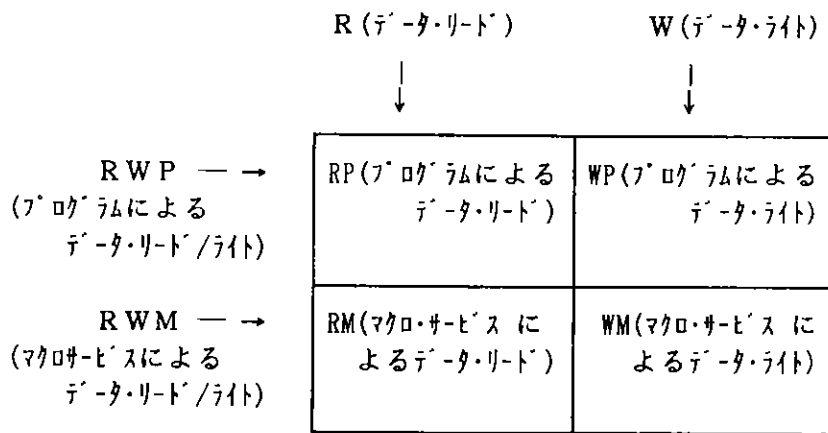 R (ﾃﾞｰﾀ・ﾘｰﾄﾞ) W (ﾃﾞｰﾀ・ﾗｲﾄ)
↓ ↓
RWP ― → RP(ﾌﾟﾛｸﾞﾗﾑによる WP(ﾌﾟﾛｸﾞﾗﾑによる
(ﾌﾟﾛｸﾞﾗﾑによる ﾃﾞｰﾀ・ﾘｰﾄﾞ) ﾃﾞｰﾀ・ﾗｲﾄ)
ﾃﾞｰﾀ・ﾘｰﾄﾞ/ﾗｲﾄ)
RWM ― → RM(ﾏｸﾛ・ｻｰﾋﾞｽ に WM(ﾏｸﾛ・ｻｰﾋﾞｽ に
(ﾏｸﾛｻｰﾋﾞｽによる よるﾃﾞｰﾀ・ﾘｰﾄﾞ) よるﾃﾞｰﾀ・ﾗｲﾄ)
ﾃﾞｰﾀ・ﾘｰﾄﾞ/ﾗｲﾄ)